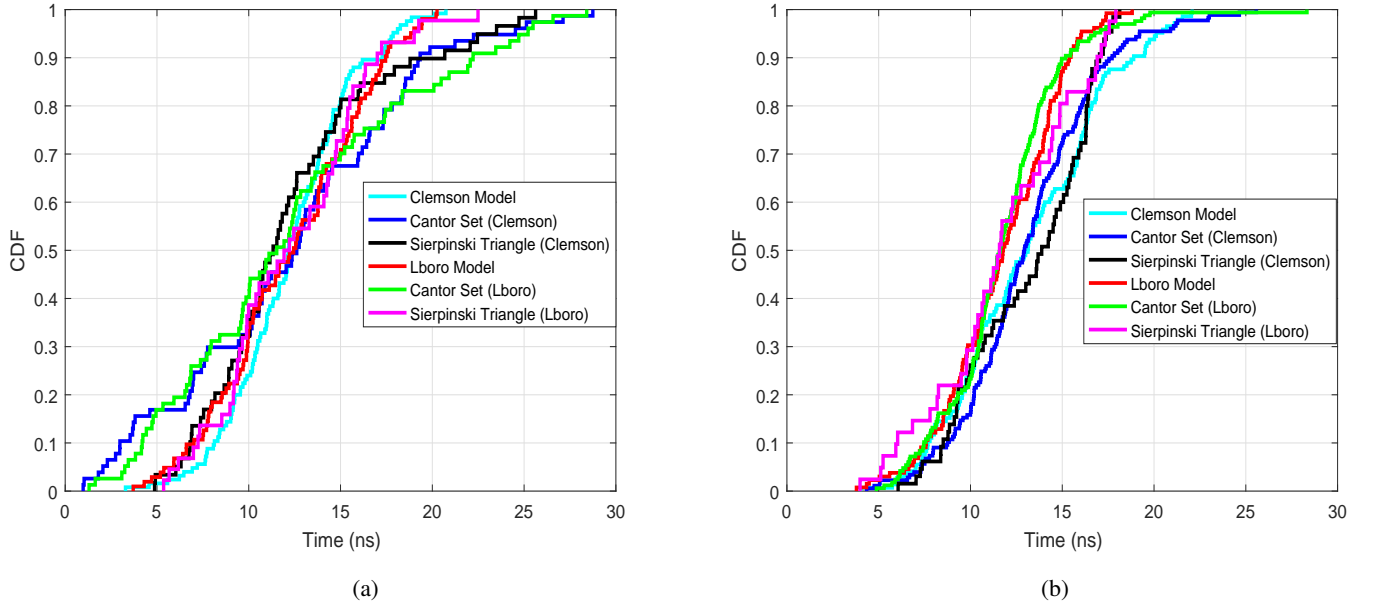 1
0.9
0.8
0.7
0.6
0.5
0.4
0.3
0.2
0.1
0
CDF
Clemson Model
Cantor Set (Clemson)
Sierpinski Triangle (Clemson)
Lboro Model
Cantor Set (Lboro)
Sierpinski Triangle (Lboro)
0 5 10 15 20 25 30
Time (ns)
(a)
1
0.9
0.8
0.7
0.6
0.5
0.4
0.3
0.2
0.1
0
CDF
Clemson Model
Cantor Set (Clemson)
Sierpinski Triangle (Clemson)
Lboro Model
Cantor Set (Lboro)
Sierpinski Triangle (Lboro)
0 5 10 15 20 25 30
Time (ns)
(b)